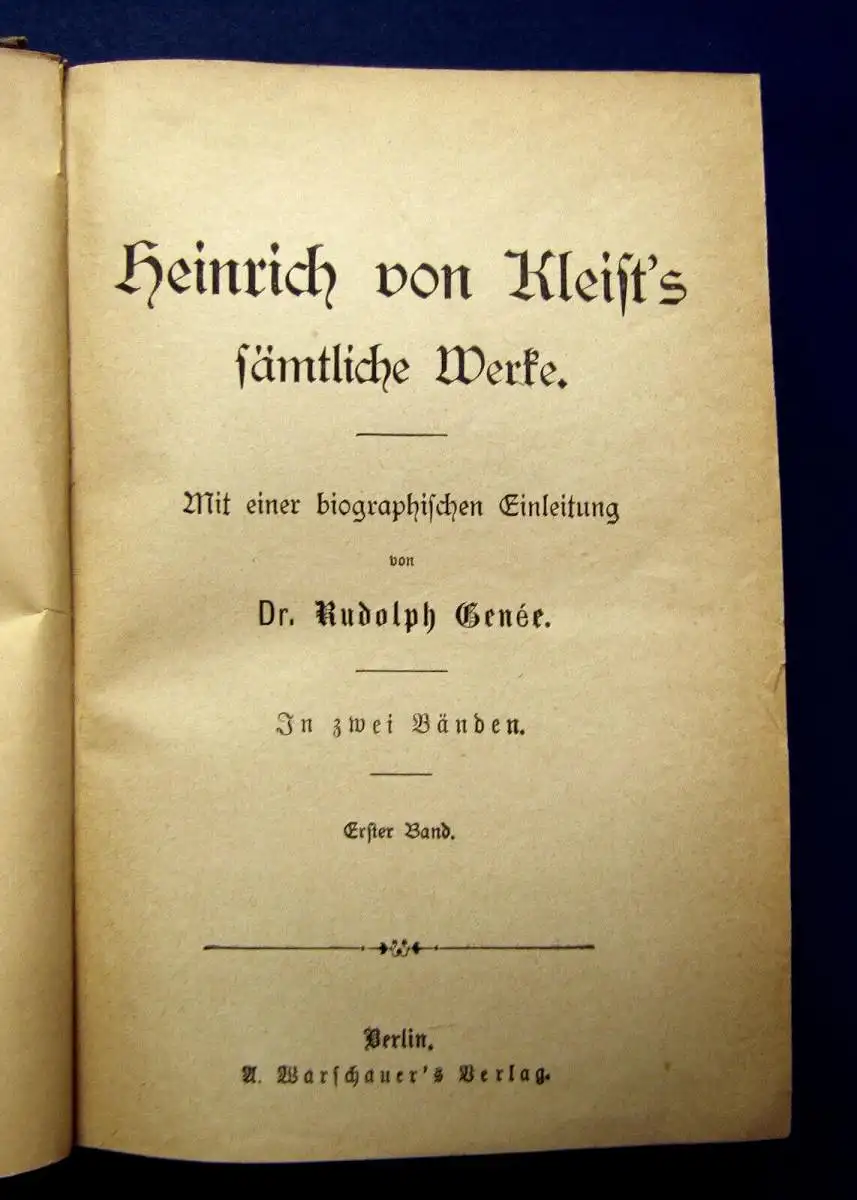 Heinrich von Kleiſt's
ſämtliche Werke.
Mit einer biographiſchen Einleitung
von
Dr. Rudolph Genée.
In zwei Bänden.
Erſter Band.
Berlin.
A. Warſchauer's Verlag.